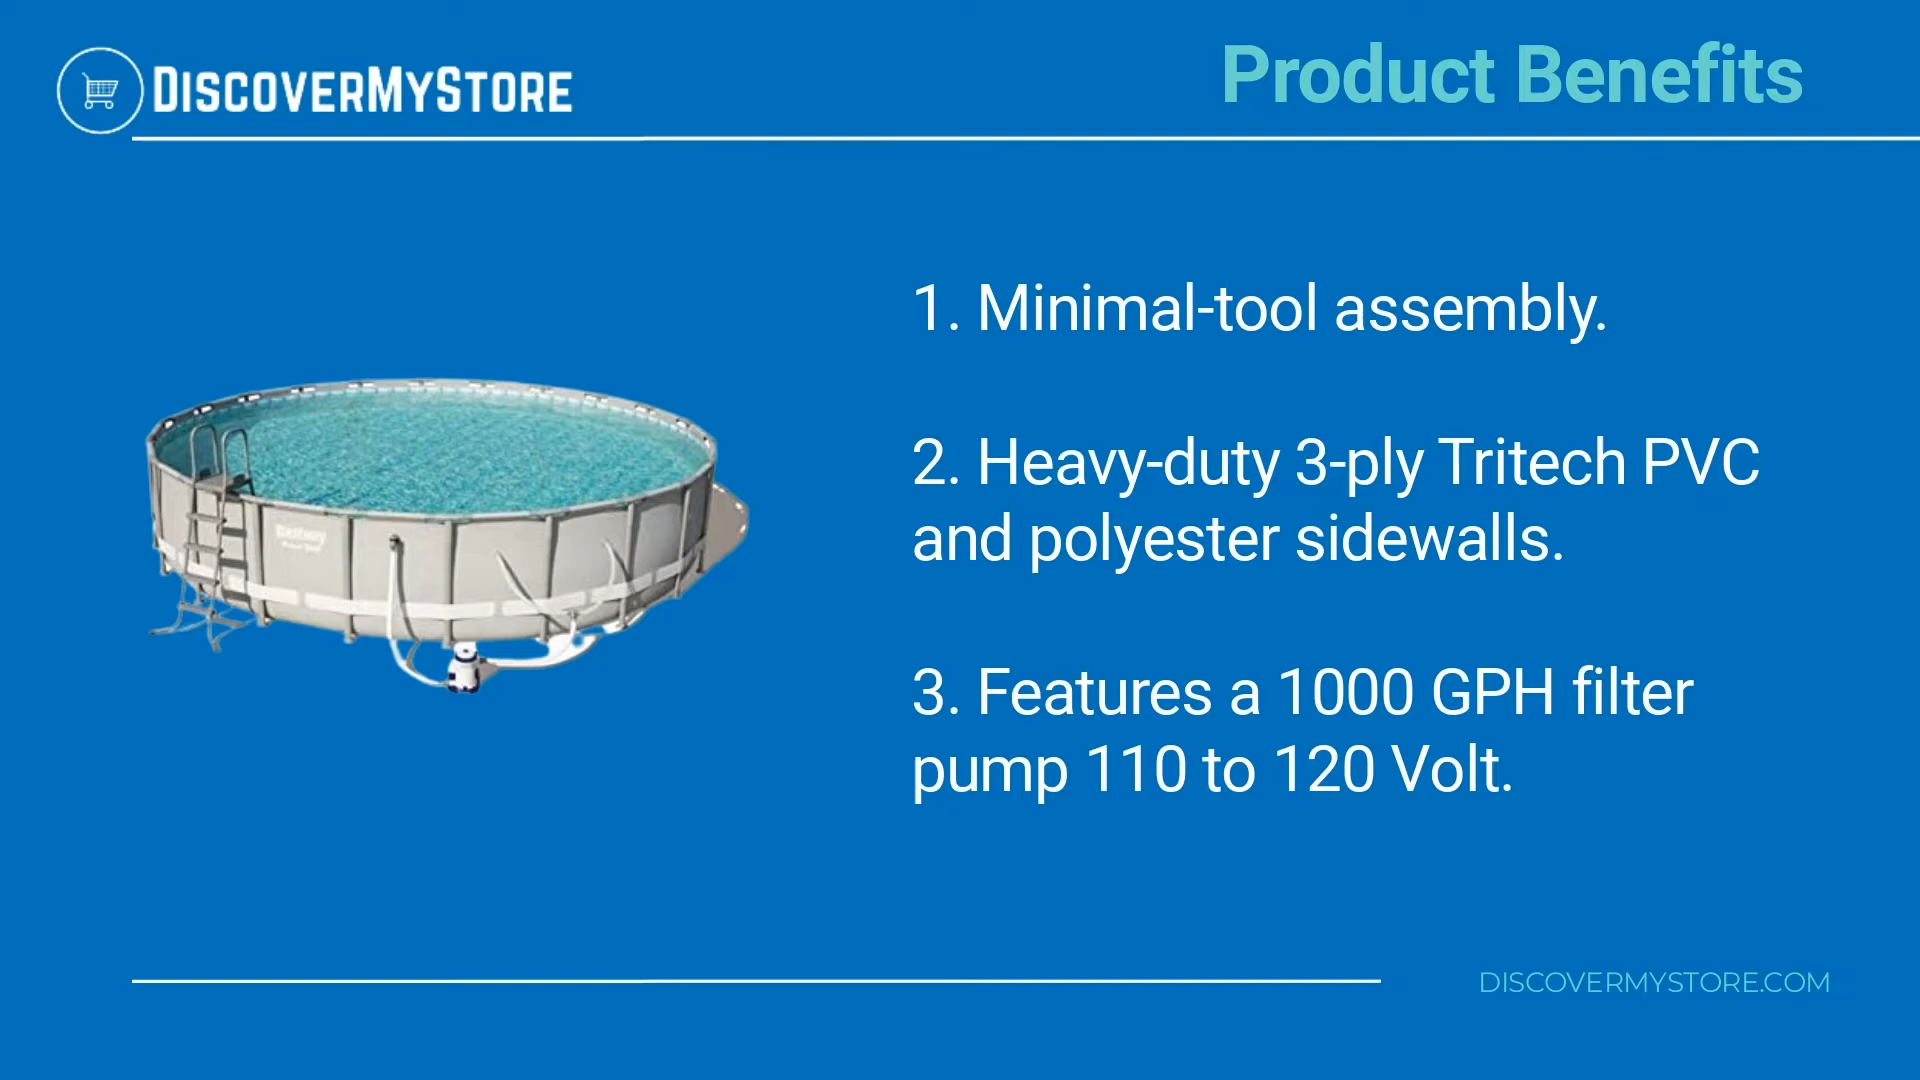 DISCOVERMYSTORE
Product Benefits
1. Minimal-tool assembly.
2. Heavy-duty 3-ply Tritech PVC
and polyester sidewalls.
3. Features a 1000 GPH filter
pump 110 to 120 Volt.
Bestway
DISCOVERMYSTORE.COM